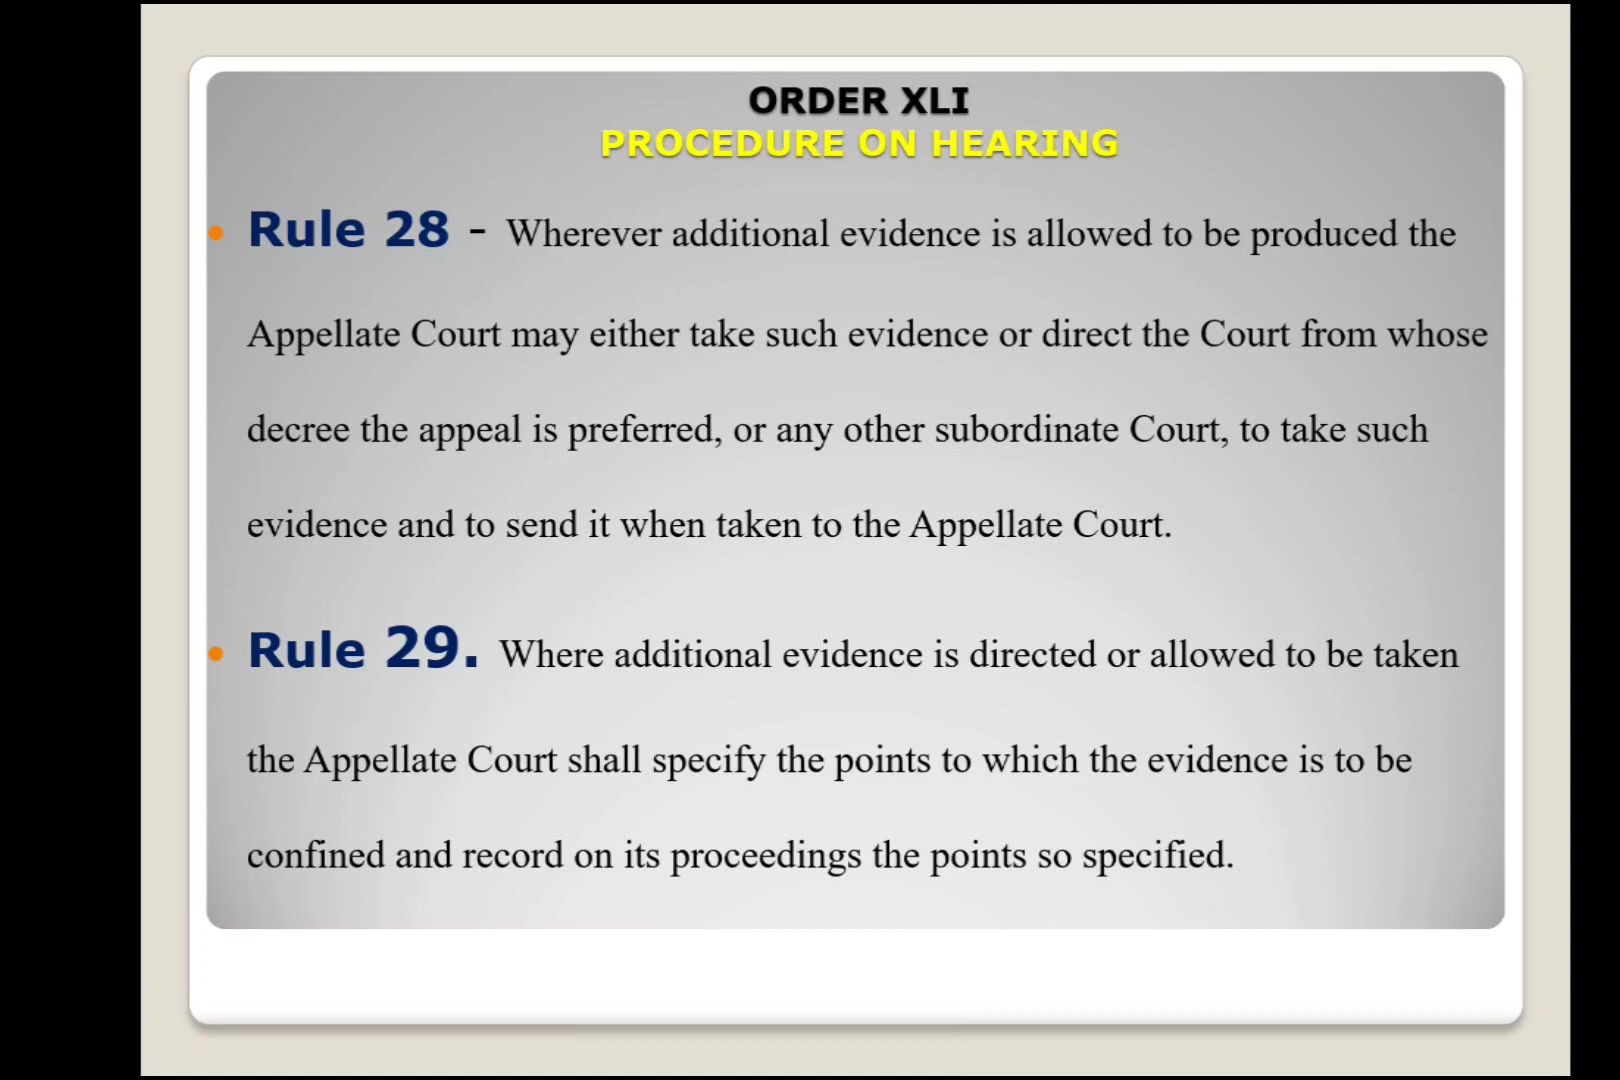 ORDER XLI
PROCEDURE ON HEARING
• Rule 28 - Wherever additional evidence is allowed to be produced the
Appellate Court may either take such evidence or direct the Court from whose
decree the appeal is preferred, or any other subordinate Court, to take such
evidence and to send it when taken to the Appellate Court.
• Rule 29. Where additional evidence is directed or allowed to be taken
the Appellate Court shall specify the points to which the evidence is to be
confined and record on its proceedings the points so specified.